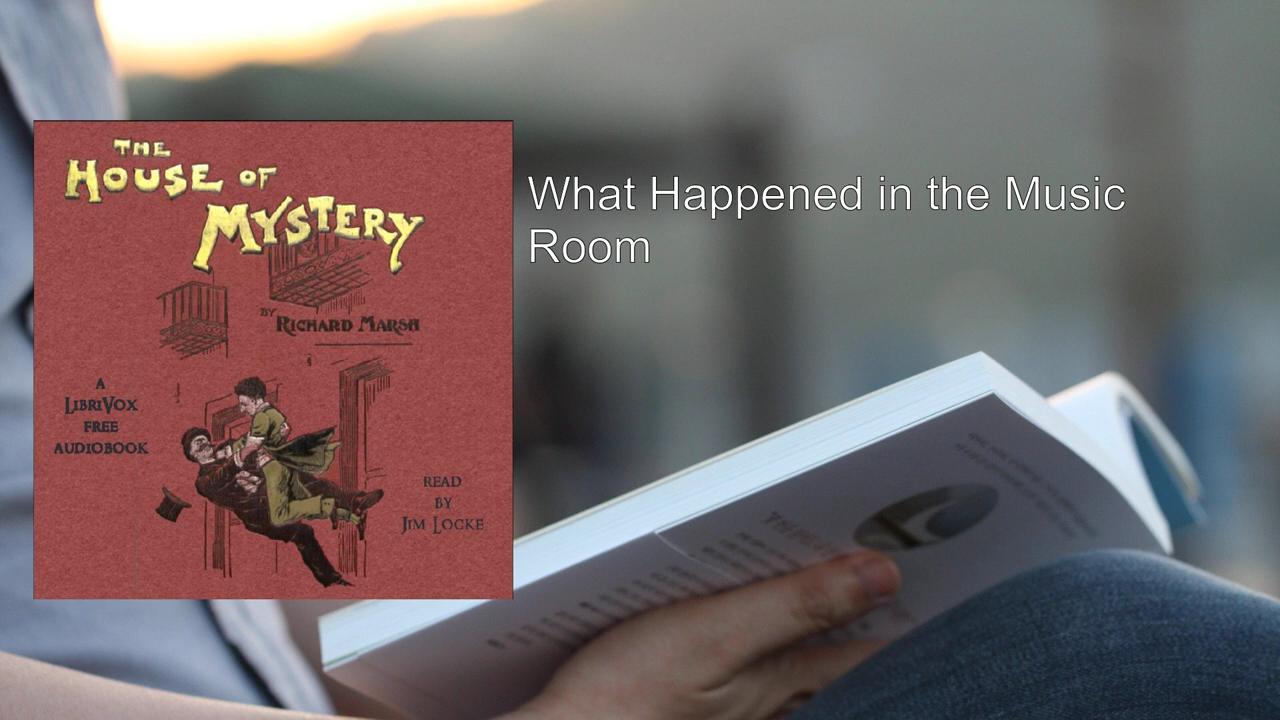 THE
HOUSE OF
MYSTERY
BY RICHARD MARSH
A
LIBRIVOX
FREE
AUDIOBOOK
READ
BY
JIM LOCKE
What Happened in the Music
Room